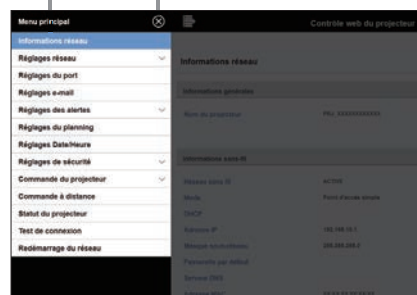 Menu principal
Contrôle web du projecteur
Informations réseau
Réglages réseau
Réglages du port
Réglages e-mail
Réglages des alertes
Réglages du planning
Réglages Date/Heure
Réglages de sécurité
Commande du projecteur
Commande à distance
Statut du projecteur
Test de connexion
Redémarrage du réseau
Informations réseau
Informations générales
Nom du projecteur
Informations sans fil
Réseau sans fil
ACTIVE
Mode
Point d'accès simple
DHCP
Adresse IP
Masque sous-réseau
Passerelle par défaut
Serveur DNS
Adresse MAC